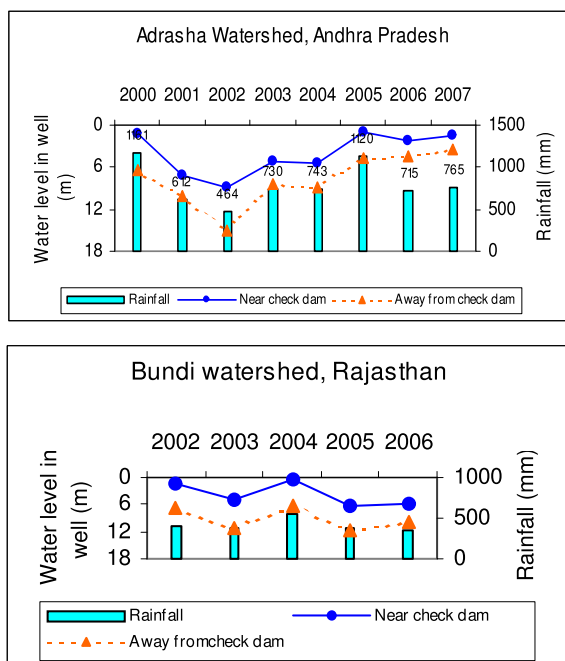 Adrasha Watershed, Andhra Pradesh
2000 2001 2002 2003 2004 2005 2006 2007
Water level in well
(m)
0
6
12
18
612
464
730
743
1120
715
765
1500
1000
500
0
Rainfall (mm)
Rainfall Near check dam Away from check dam
Bundi watershed, Rajasthan
2002 2003 2004 2005 2006
Water level in
well (m)
0
6
12
18
1000
500
0
Rainfall (mm)
Rainfall Near check dam
Away fromcheck dam